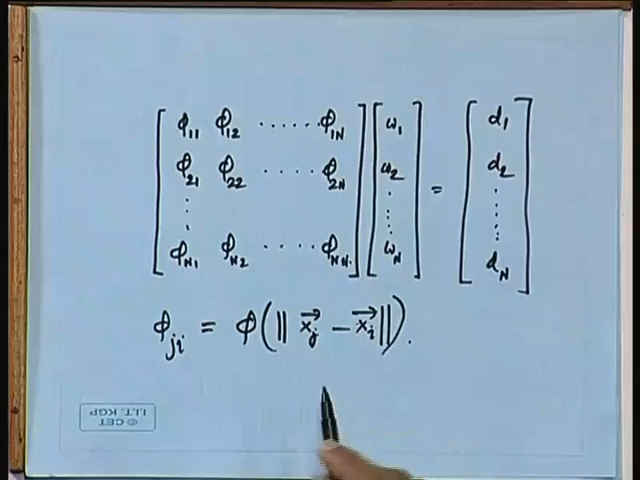 [ φ11 φ12 ...... φ1N ] [ w1 ] = [ d1 ]
[ φ21 φ22 .... φ2N ] [ w2 ] [ d2 ]
[ φN1 φN2 .... φNN. ] [ wN ] [ dN ]
φji = φ(‖ x⃗j − x⃗i ‖).
© CET
I.I.T. KGP